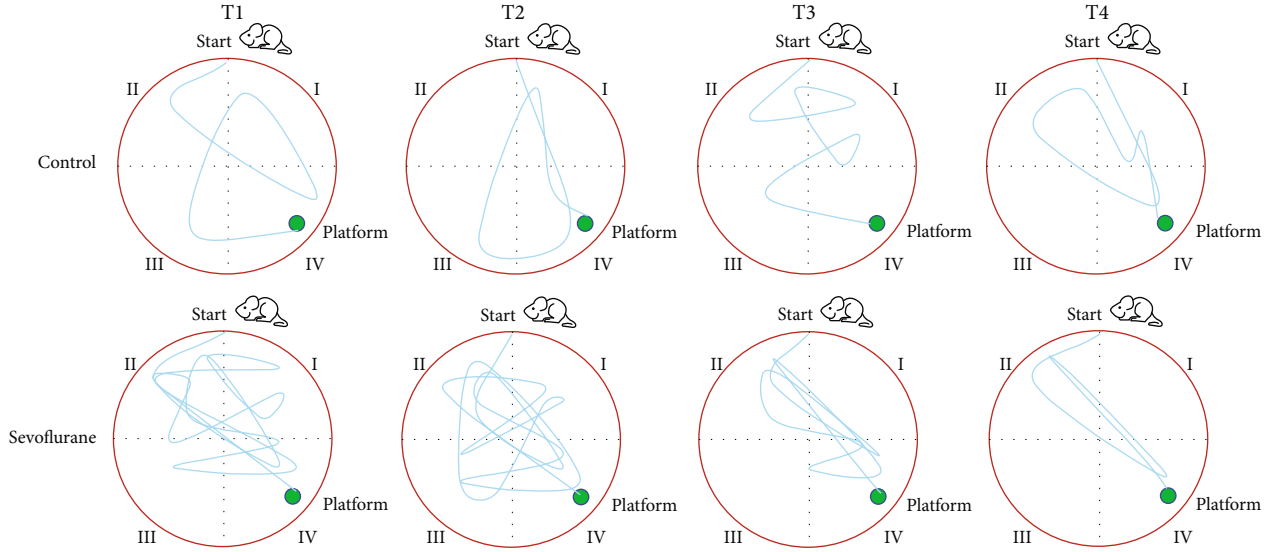 T1 T2 T3 T4
Start Start Start Start
II I II I II I II I
Control
Platform Platform Platform Platform
III IV III IV III IV III IV
Start Start Start Start
II I II I II I II I
Sevoflurane
Platform Platform Platform Platform
III IV III IV III IV III IV